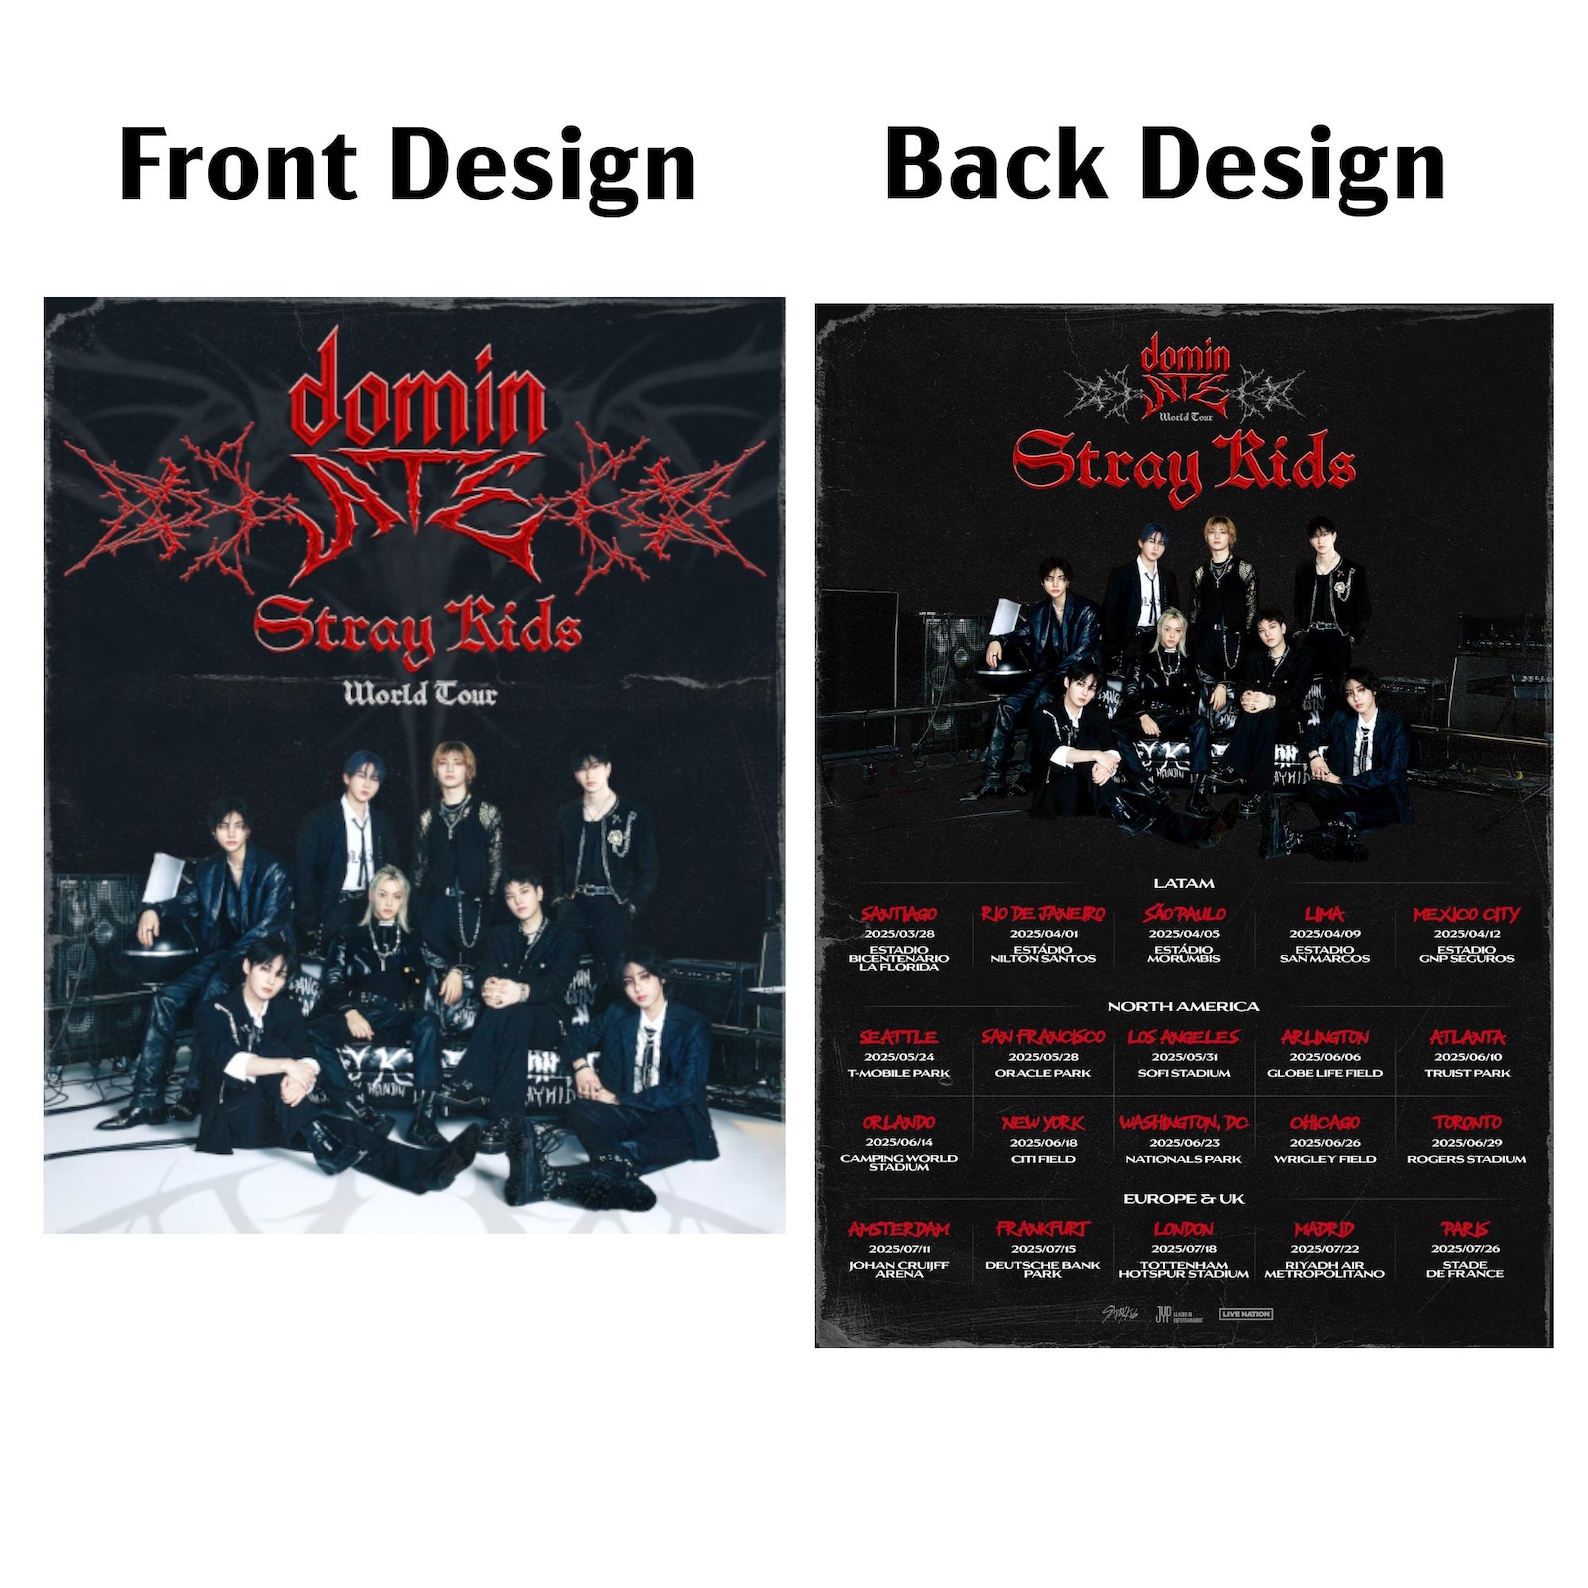 Front Design
Back Design
domin
ATE
Stray Kids
World Tour
domin
ATE
World Tour
Stray Kids
LATAM
SANTIAGO
2025/03/28
ESTADIO
BICENTENARIO
LA FLORIDA
RIO DE JANEIRO
2025/04/01
ESTÁDIO
NILTON SANTOS
SÃO PAULO
2025/04/05
ESTÁDIO
MORUMBIS
LIMA
2025/04/09
ESTADIO
SAN MARCOS
MEXICO CITY
2025/04/12
ESTADIO
GNP SEGUROS
NORTH AMERICA
SEATTLE
2025/05/24
T-MOBILE PARK
SAN FRANCISCO
2025/05/28
ORACLE PARK
LOS ANGELES
2025/05/31
SOFI STADIUM
ARLINGTON
2025/06/06
GLOBE LIFE FIELD
ATLANTA
2025/06/10
TRUIST PARK
ORLANDO
2025/06/14
CAMPING WORLD
STADIUM
NEW YORK
2025/06/18
CITI FIELD
WASHINGTON, DC
2025/06/23
NATIONALS PARK
CHICAGO
2025/06/26
WRIGLEY FIELD
TORONTO
2025/06/29
ROGERS STADIUM
EUROPE & UK
AMSTERDAM
2025/07/11
JOHAN CRUIJFF
ARENA
FRANKFURT
2025/07/15
DEUTSCHE BANK
PARK
LONDON
2025/07/18
TOTTENHAM
HOTSPUR STADIUM
MADRID
2025/07/22
RIYADH AIR
METROPOLITANO
PARIS
2025/07/26
STADE
DE FRANCE
JYP LEADER IN
ENTERTAINMENT
LIVE NATION